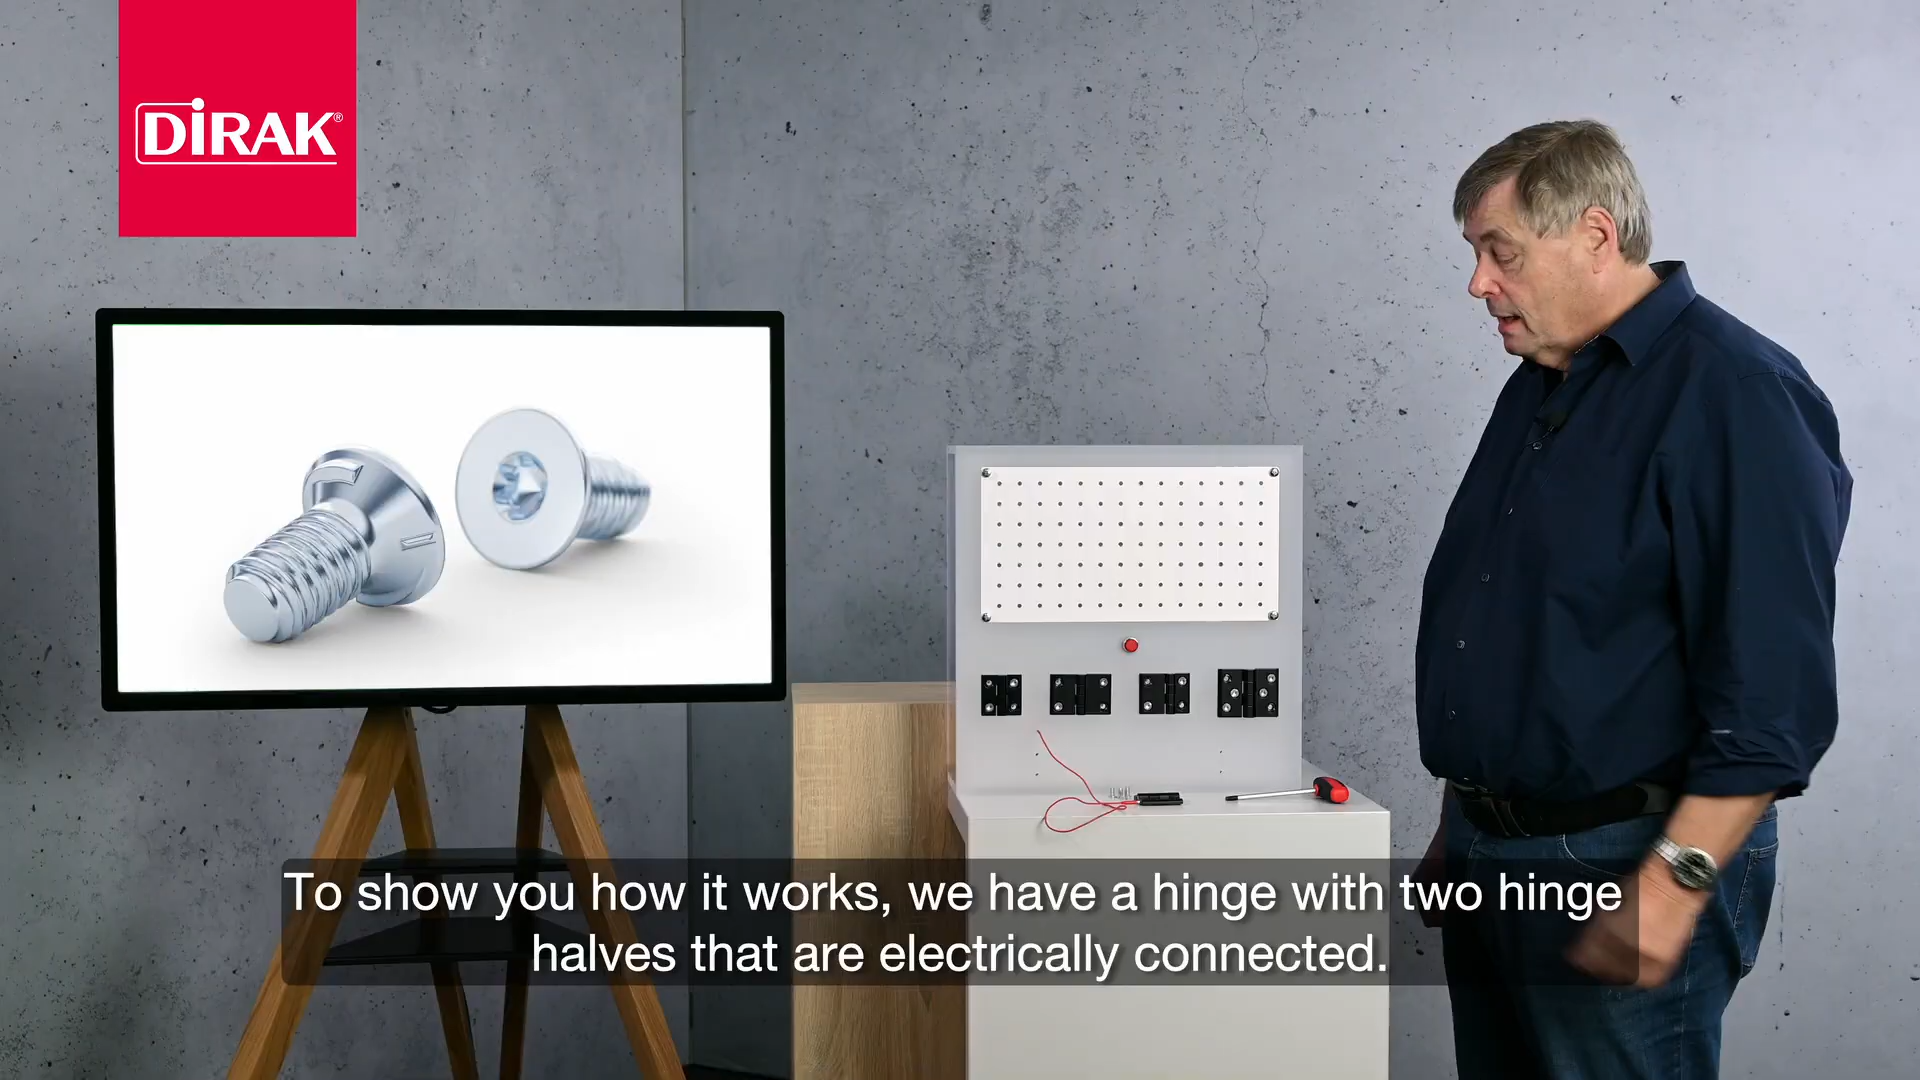 DiRAK®
To show you how it works, we have a hinge with two hinge
halves that are electrically connected.